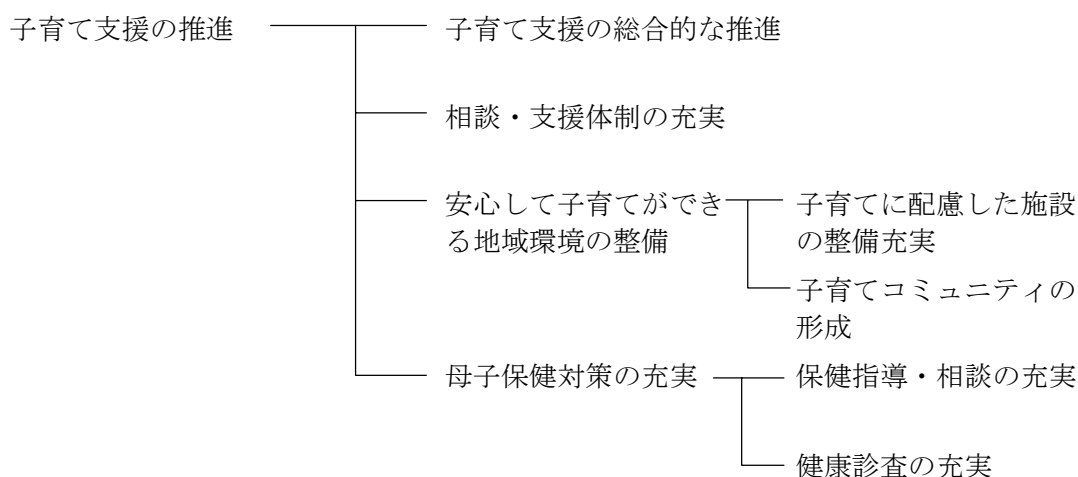 子育て支援の推進
子育て支援の総合的な推進
相談・支援体制の充実
安心して子育てができ
る地域環境の整備
子育てに配慮した施設
の整備充実
子育てコミュニティの
形成
母子保健対策の充実
保健指導・相談の充実
健康診査の充実